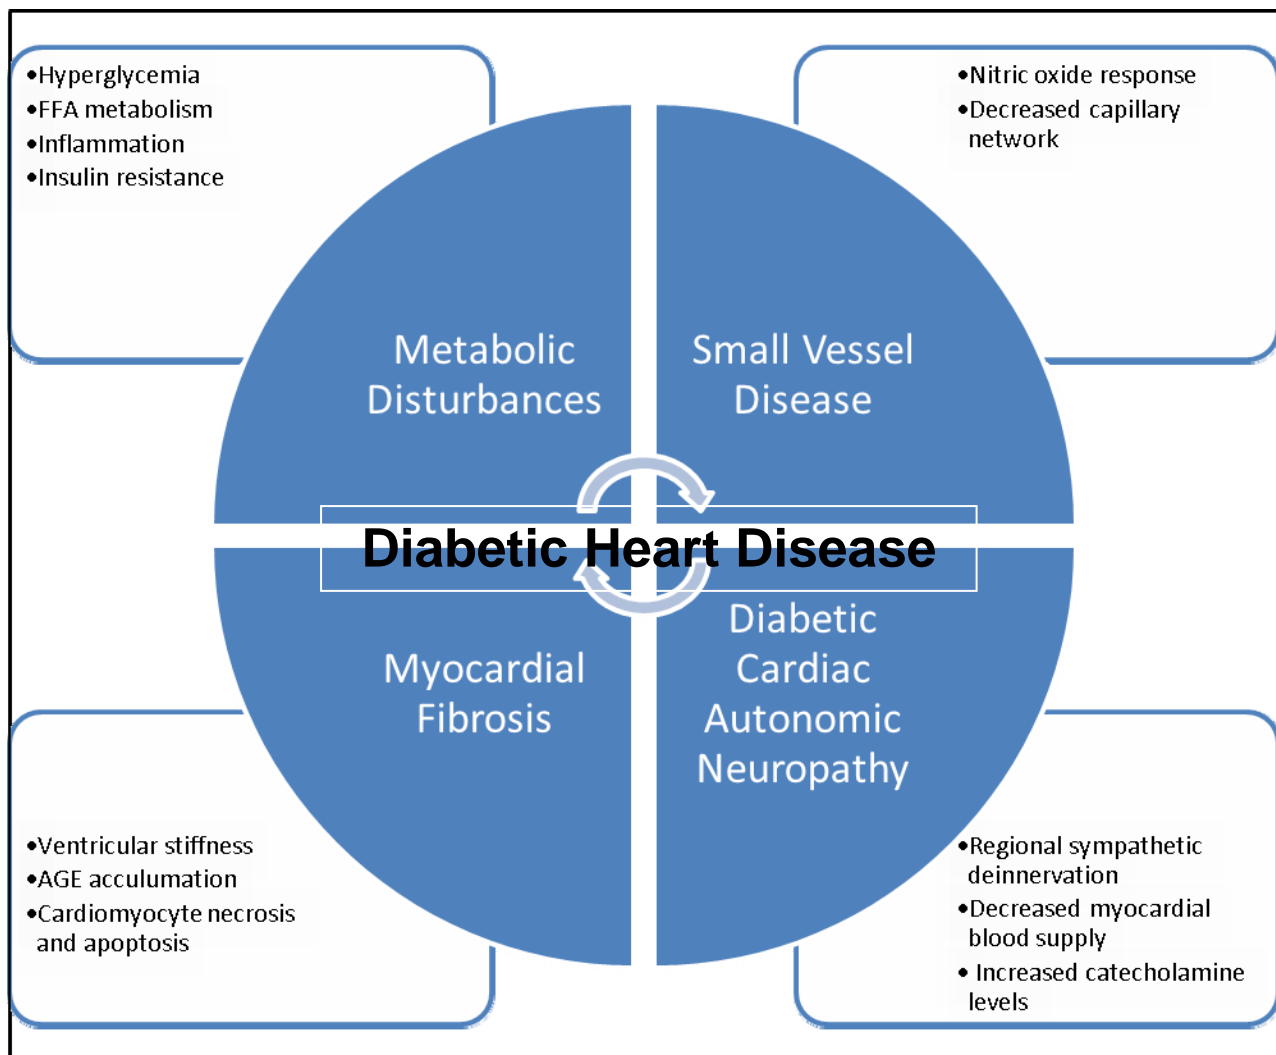 •Hyperglycemia
•FFA metabolism
•Inflammation
•Insulin resistance
•Nitric oxide response
•Decreased capillary
network
Metabolic
Disturbances
Small Vessel
Disease
Diabetic Heart Disease
Myocardial
Fibrosis
Diabetic
Cardiac
Autonomic
Neuropathy
•Ventricular stiffness
•AGE acculumation
•Cardiomyocyte necrosis
and apoptosis
•Regional sympathetic
deinnervation
•Decreased myocardial
blood supply
• Increased catecholamine
levels